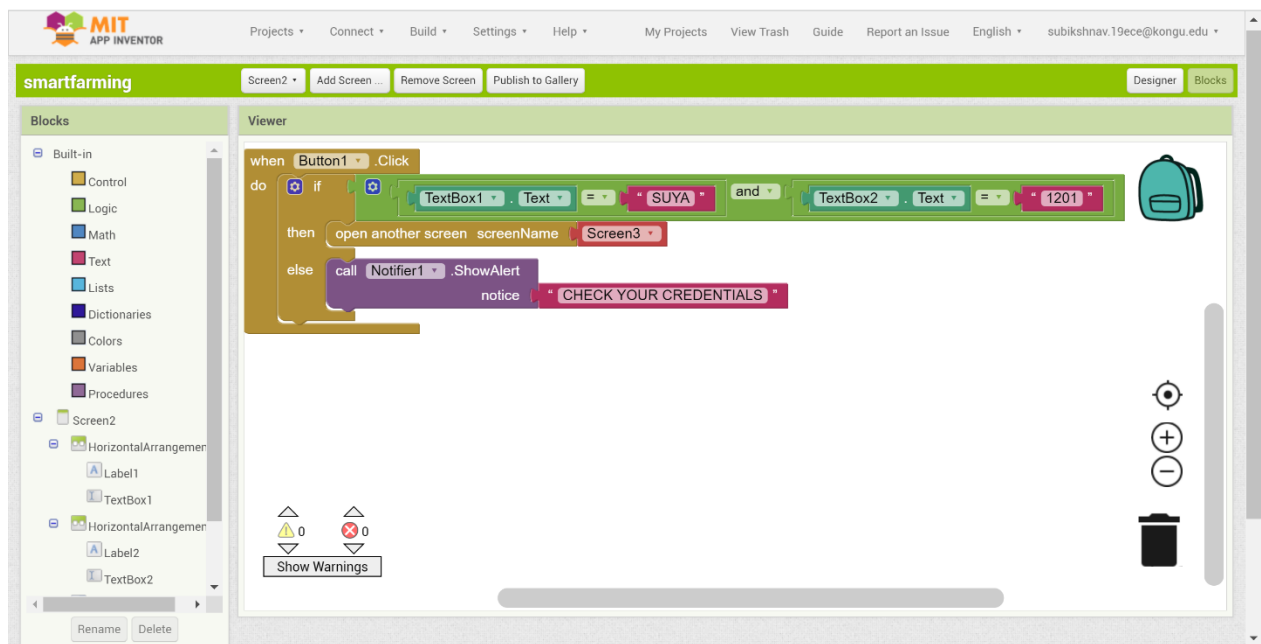 MIT
APP INVENTOR
Projects Connect Build Settings Help My Projects View Trash Guide Report an Issue English subikshnav.19ece@kongu.edu
smartfarming Screen2 Add Screen ... Remove Screen Publish to Gallery Designer Blocks
Blocks
Viewer
Built-in
Control
Logic
Math
Text
Lists
Dictionaries
Colors
Variables
Procedures
Screen2
HorizontalArrangemen
Label1
TextBox1
HorizontalArrangemen
Label2
TextBox2
Rename Delete
when Button1 .Click
do if TextBox1 . Text = " SUYA " and TextBox2 . Text = " 1201 "
then open another screen screenName Screen3
else call Notifier1 .ShowAlert
notice " CHECK YOUR CREDENTIALS "
0 0
Show Warnings